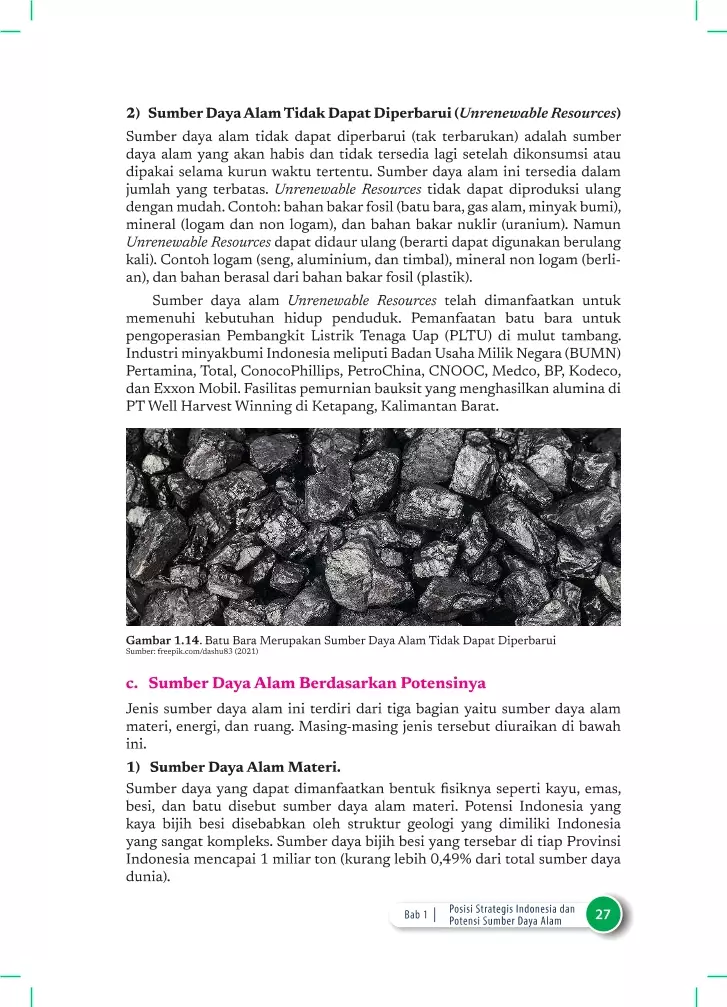 2) Sumber Daya Alam Tidak Dapat Diperbarui (Unrenewable Resources)
Sumber daya alam tidak dapat diperbarui (tak terbarukan) adalah sumber
daya alam yang akan habis dan tidak tersedia lagi setelah dikonsumsi atau
dipakai selama kurun waktu tertentu. Sumber daya alam ini tersedia dalam
jumlah yang terbatas. Unrenewable Resources tidak dapat diproduksi ulang
dengan mudah. Contoh: bahan bakar fosil (batu bara, gas alam, minyak bumi),
mineral (logam dan non logam), dan bahan bakar nuklir (uranium). Namun
Unrenewable Resources dapat didaur ulang (berarti dapat digunakan berulang
kali). Contoh logam (seng, aluminium, dan timbal), mineral non logam (berli-
an), dan bahan berasal dari bahan bakar fosil (plastik).
Sumber daya alam Unrenewable Resources telah dimanfaatkan untuk
memenuhi kebutuhan hidup penduduk. Pemanfaatan batu bara untuk
pengoperasian Pembangkit Listrik Tenaga Uap (PLTU) di mulut tambang.
Industri minyakbumi Indonesia meliputi Badan Usaha Milik Negara (BUMN)
Pertamina, Total, ConocoPhillips, PetroChina, CNOOC, Medco, BP, Kodeco,
dan Exxon Mobil. Fasilitas pemurnian bauksit yang menghasilkan alumina di
PT Well Harvest Winning di Ketapang, Kalimantan Barat.
Gambar 1.14. Batu Bara Merupakan Sumber Daya Alam Tidak Dapat Diperbarui
Sumber: freepik.com/dashu83 (2021)
c. Sumber Daya Alam Berdasarkan Potensinya
Jenis sumber daya alam ini terdiri dari tiga bagian yaitu sumber daya alam
materi, energi, dan ruang. Masing-masing jenis tersebut diuraikan di bawah
ini.
1) Sumber Daya Alam Materi.
Sumber daya yang dapat dimanfaatkan bentuk fisiknya seperti kayu, emas,
besi, dan batu disebut sumber daya alam materi. Potensi Indonesia yang
kaya bijih besi disebabkan oleh struktur geologi yang dimiliki Indonesia
yang sangat kompleks. Sumber daya bijih besi yang tersebar di tiap Provinsi
Indonesia mencapai 1 miliar ton (kurang lebih 0,49% dari total sumber daya
dunia).
Bab 1 | Posisi Strategis Indonesia dan
Potensi Sumber Daya Alam
27